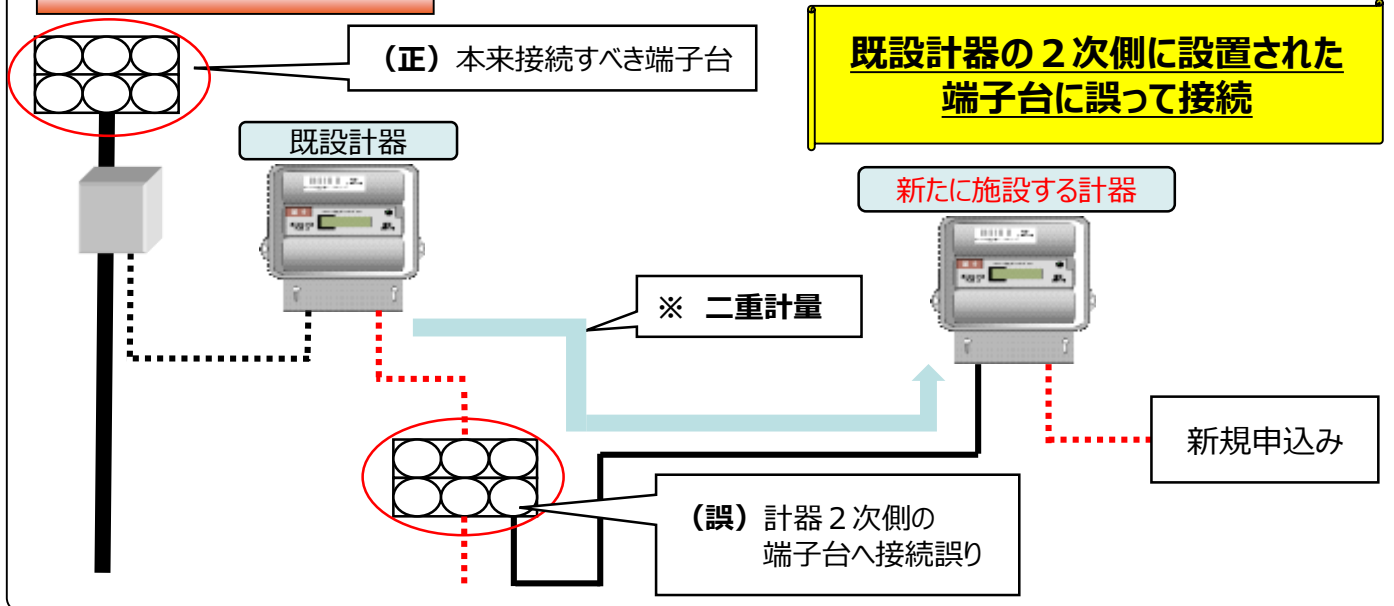 (正)本来接続すべき端子台
既設計器の2次側に設置された
端子台に誤って接続
既設計器
新たに施設する計器
※ 二重計量
新規申込み
(誤)計器2次側の
端子台へ接続誤り